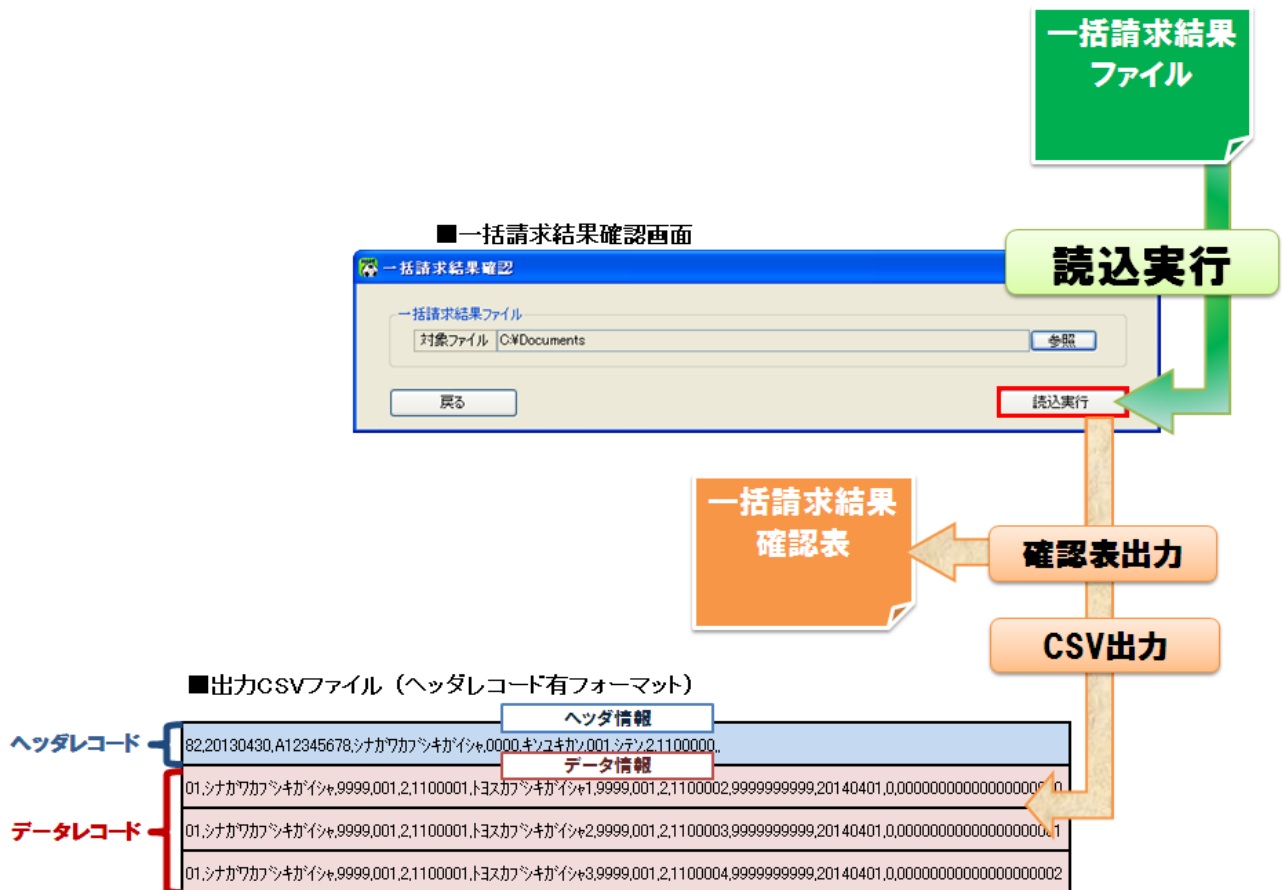 一括請求結果
ファイル
■一括請求結果確認画面
一括請求結果確認
読込実行
一括請求結果ファイル
対象ファイル C:¥Documents 参照
戻る 読込実行
一括請求結果
確認表
確認表出力
CSV出力
■出力CSVファイル（ヘッダレコード有フォーマット）
ヘッダ情報
ヘッダレコード
82,20130430,A12345678,シナガワカブシキガイシャ,0000,キンユキカン,001,シテン,2,1100000,,
データ情報
01,シナガワカブシキガイシャ,9999,001,2,1100001,トヨスカブシキガイシャ1,9999,001,2,1100002,9999999999,20140401,0,
データレコード
01,シナガワカブシキガイシャ,9999,001,2,1100001,トヨスカブシキガイシャ2,9999,001,2,1100003,9999999999,20140401,0,
01,シナガワカブシキガイシャ,9999,001,2,1100001,トヨスカブシキガイシャ3,9999,001,2,1100004,9999999999,20140401,0,00000000000000000002